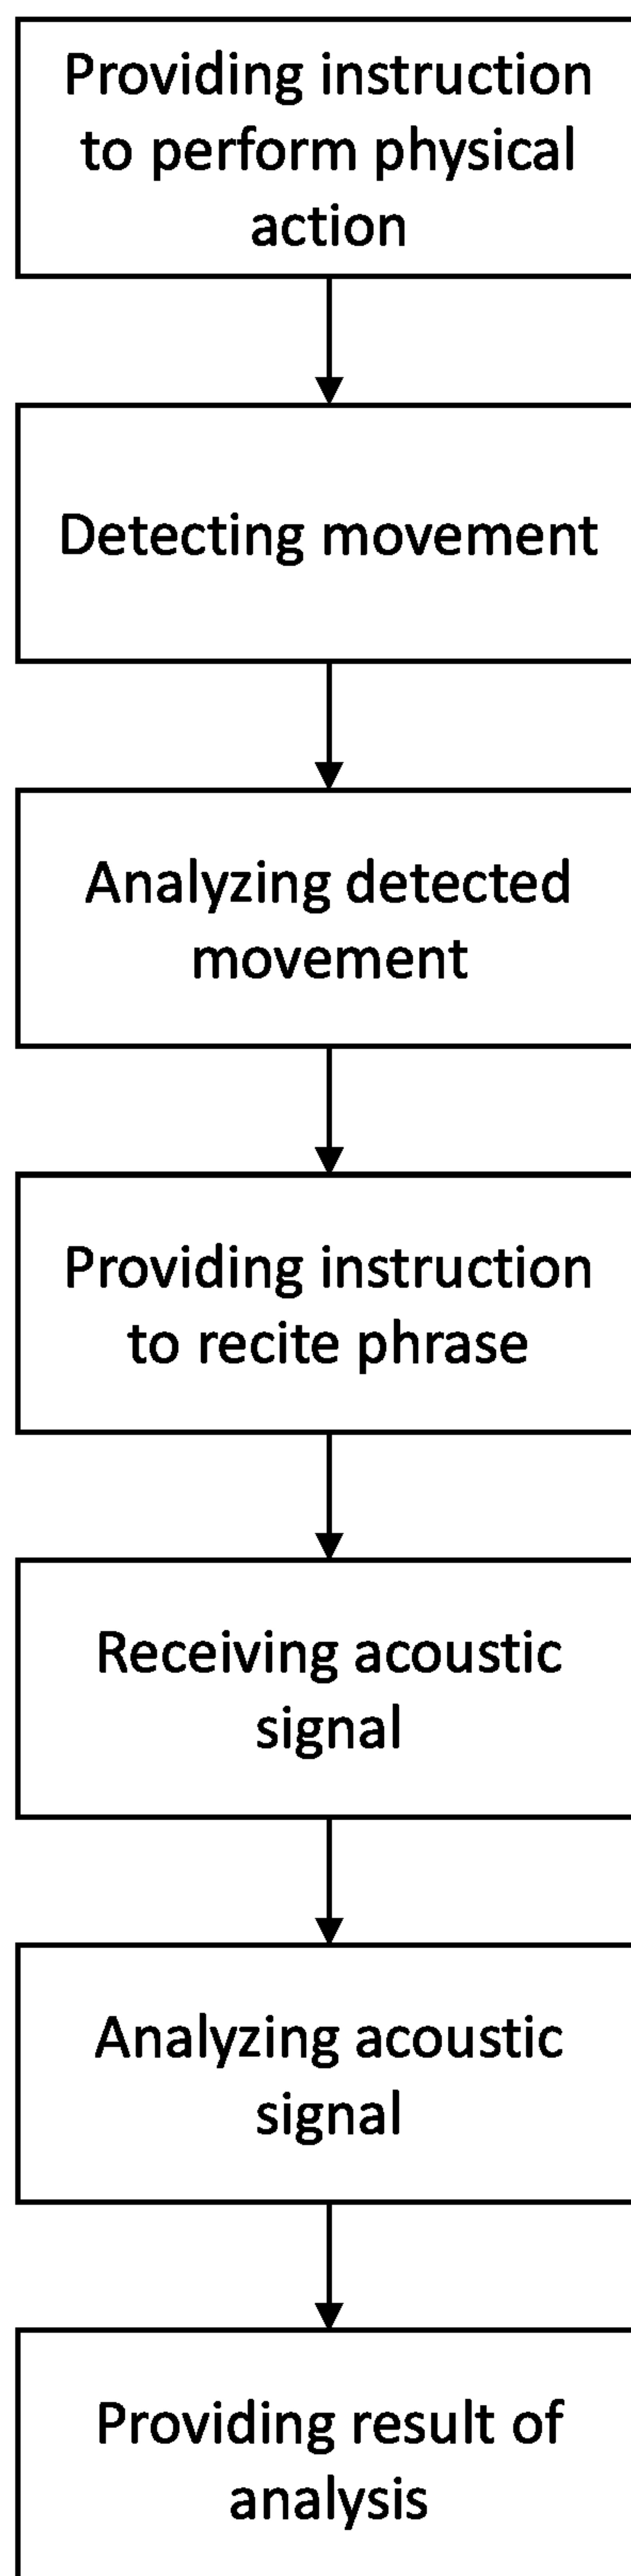 Providing instruction
to perform physical
action
Detecting movement
Analyzing detected
movement
Providing instruction
to recite phrase
Receiving acoustic
signal
Analyzing acoustic
signal
Providing result of
analysis